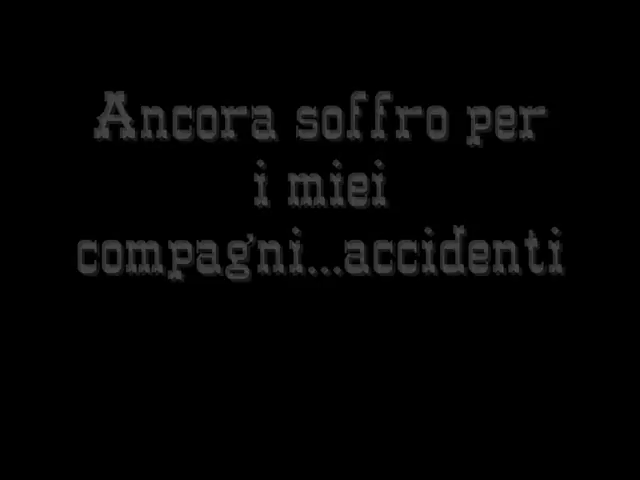 Ancora soffro per
i miei
compagni...accidenti